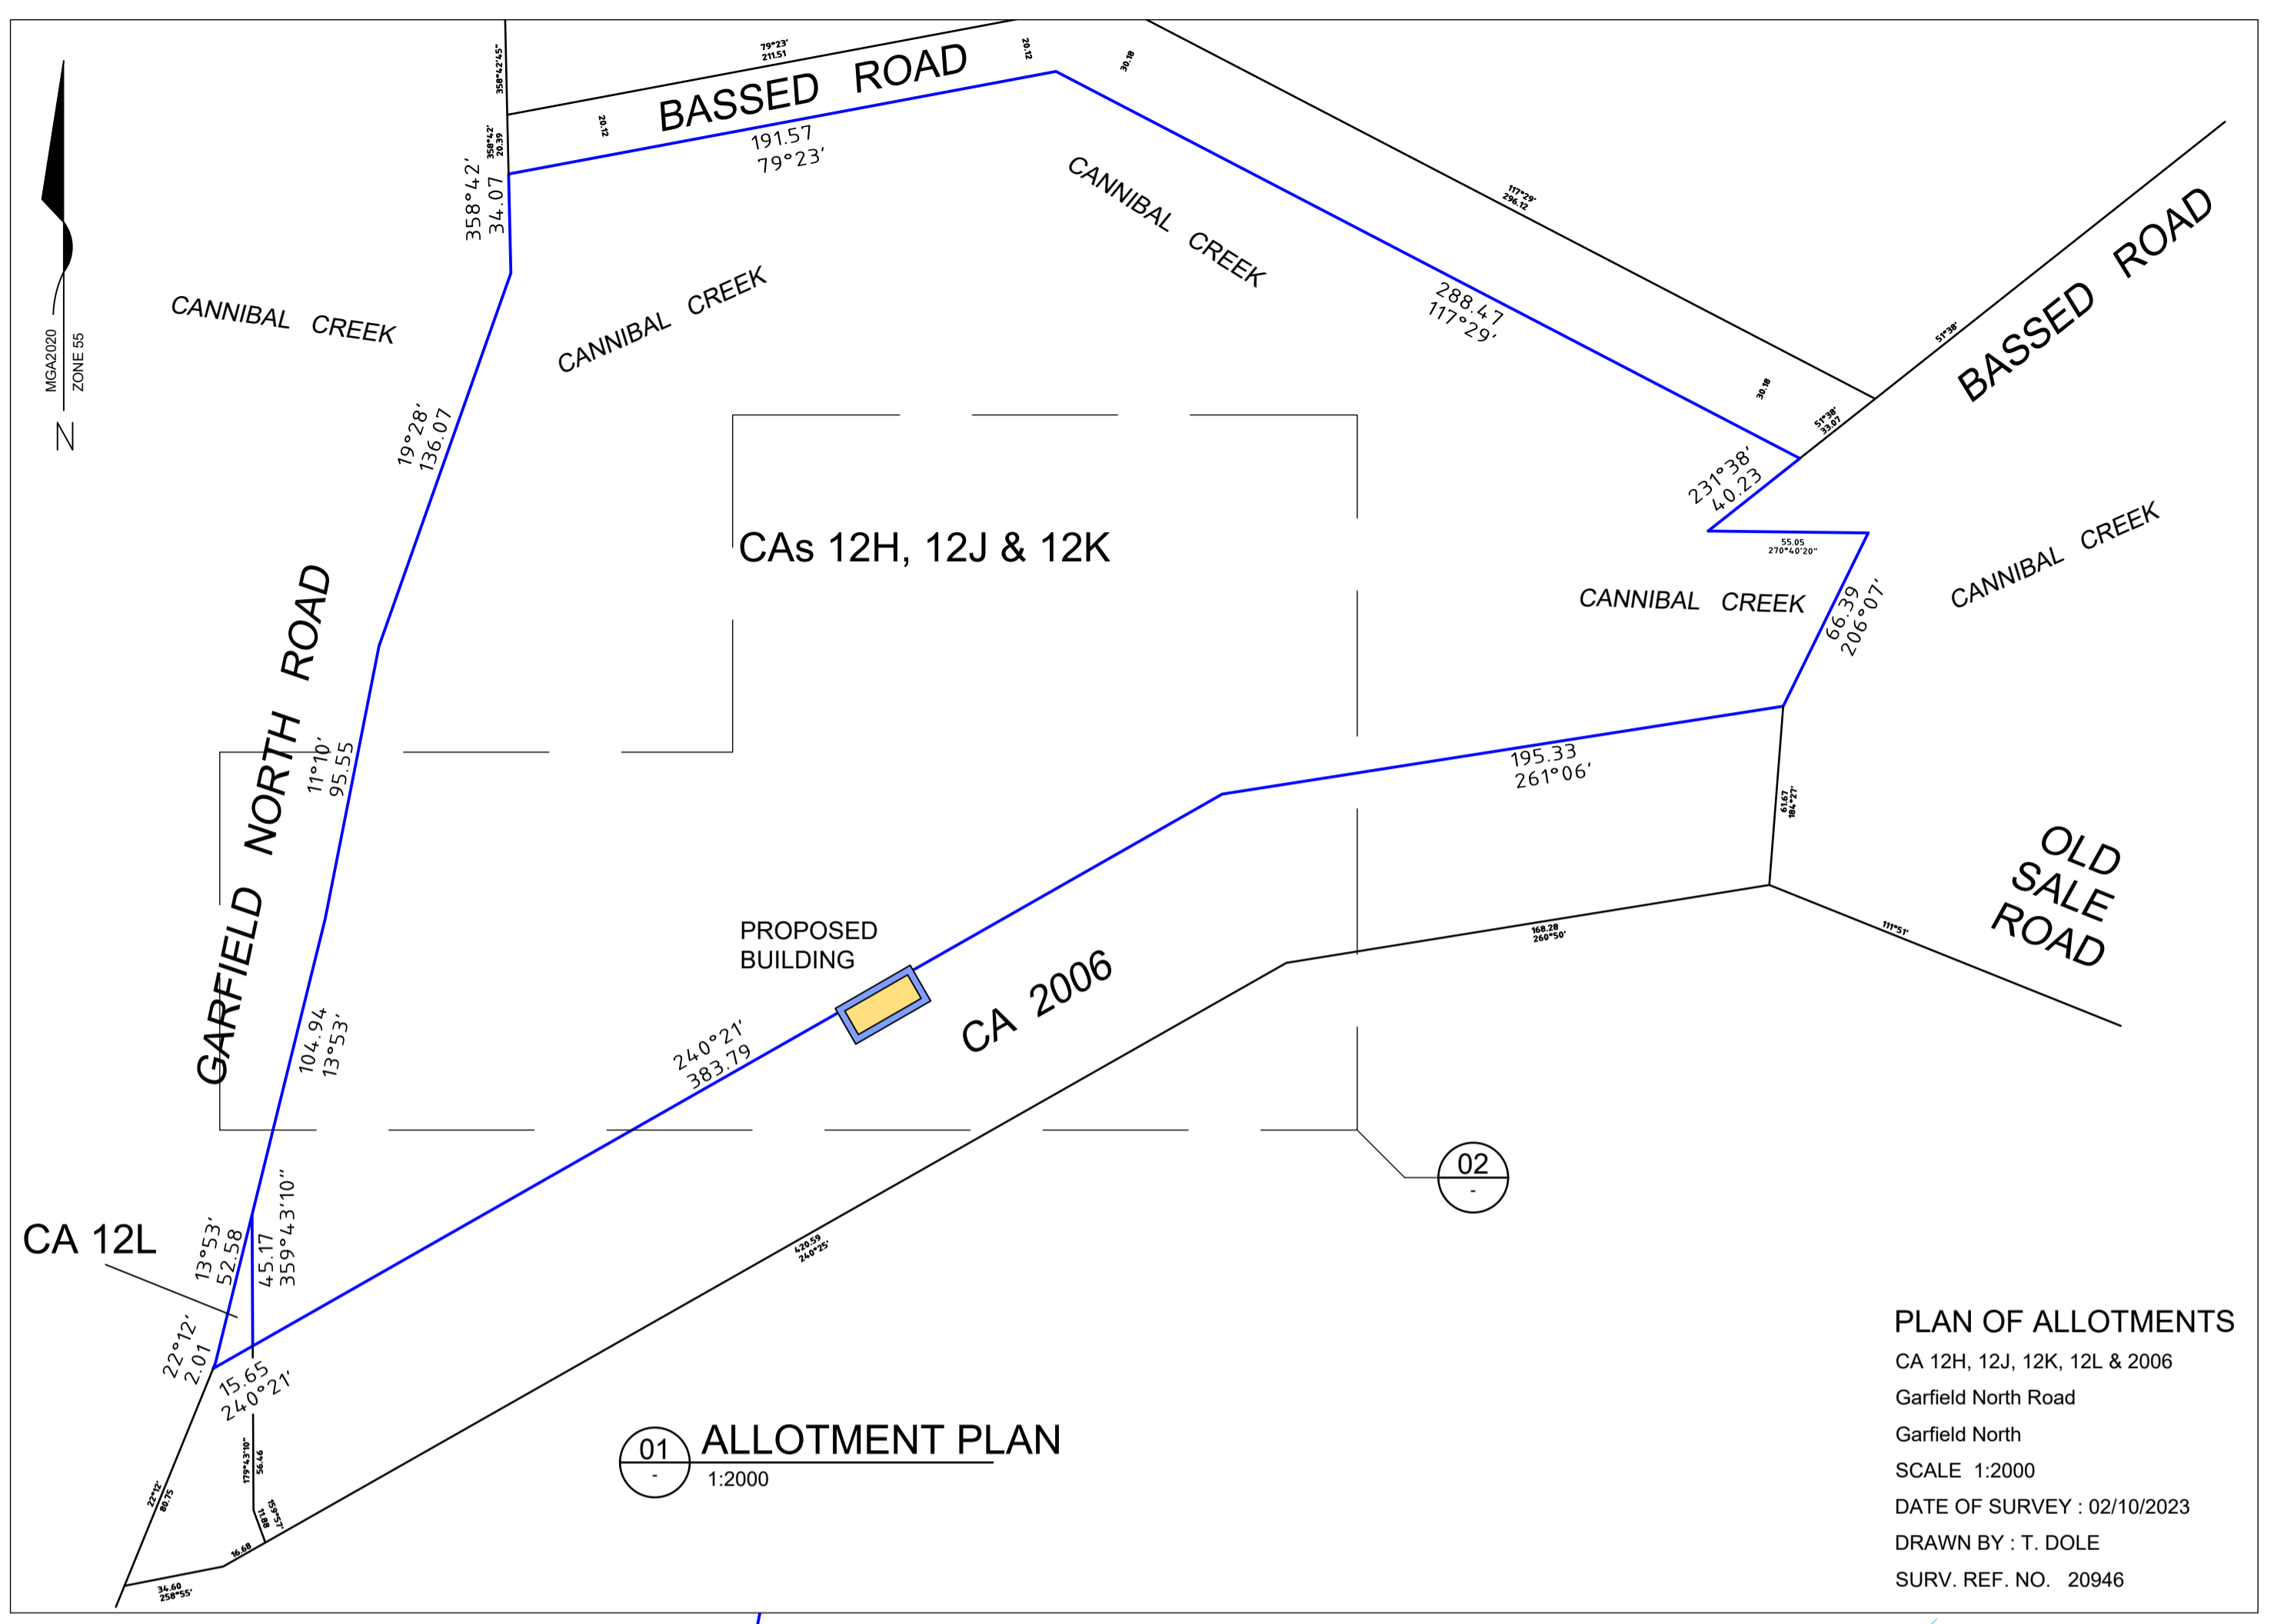 358°42'45"
79°23'
211.51
BASSED ROAD
20.12
30.18
358°42'
20.39
20.12
191.57
79°23'
358°42'
34.07
CANNIBAL CREEK
117°29'
296.12
BASSED ROAD
CANNIBAL CREEK
CANNIBAL CREEK
288.47
117°29'
51°38'
MGA2020
ZONE 55
N
30.18
51°38'
33.07
19°28'
136.07
231°38'
40.23
CAs 12H, 12J & 12K
55.05
270°40'20"
CANNIBAL CREEK
CANNIBAL CREEK
66.39
206°07'
GARFIELD NORTH ROAD
11°10'
95.55
195.33
261°06'
61.67
184°27'
OLD
SALE
ROAD
PROPOSED
BUILDING
168.28
260°50'
111°51'
CA 2006
104.94
13°53'
240°21'
383.79
02
-
CA 12L
13°53'
52.58
45.17
359°43'10"
420.59
240°25'
22°12'
2.01
15.65
240°21'
179°43'10"
56.46
22°12'
80.75
159°57'
11.88
16.68
34.60
258°55'
01
-
ALLOTMENT PLAN
1:2000
PLAN OF ALLOTMENTS
CA 12H, 12J, 12K, 12L & 2006
Garfield North Road
Garfield North
SCALE 1:2000
DATE OF SURVEY : 02/10/2023
DRAWN BY : T. DOLE
SURV. REF. NO. 20946